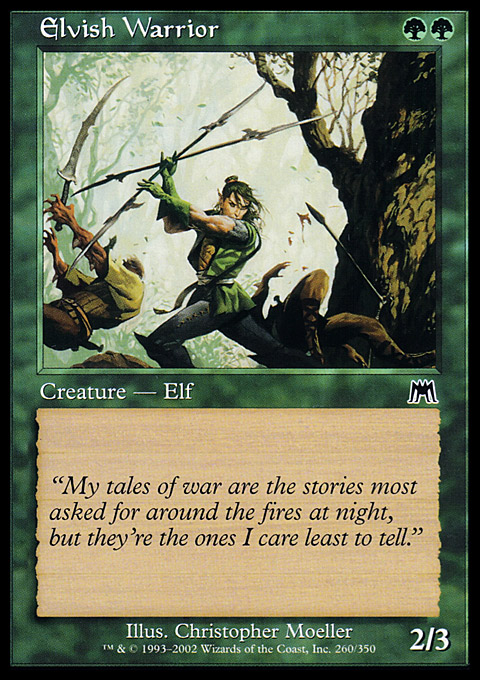 Elvish Warrior
Creature — Elf
“My tales of war are the stories most
asked for around the fires at night,
but they’re the ones I care least to tell.”
Illus. Christopher Moeller
™ & © 1993–2002 Wizards of the Coast, Inc. 260/350
2/3